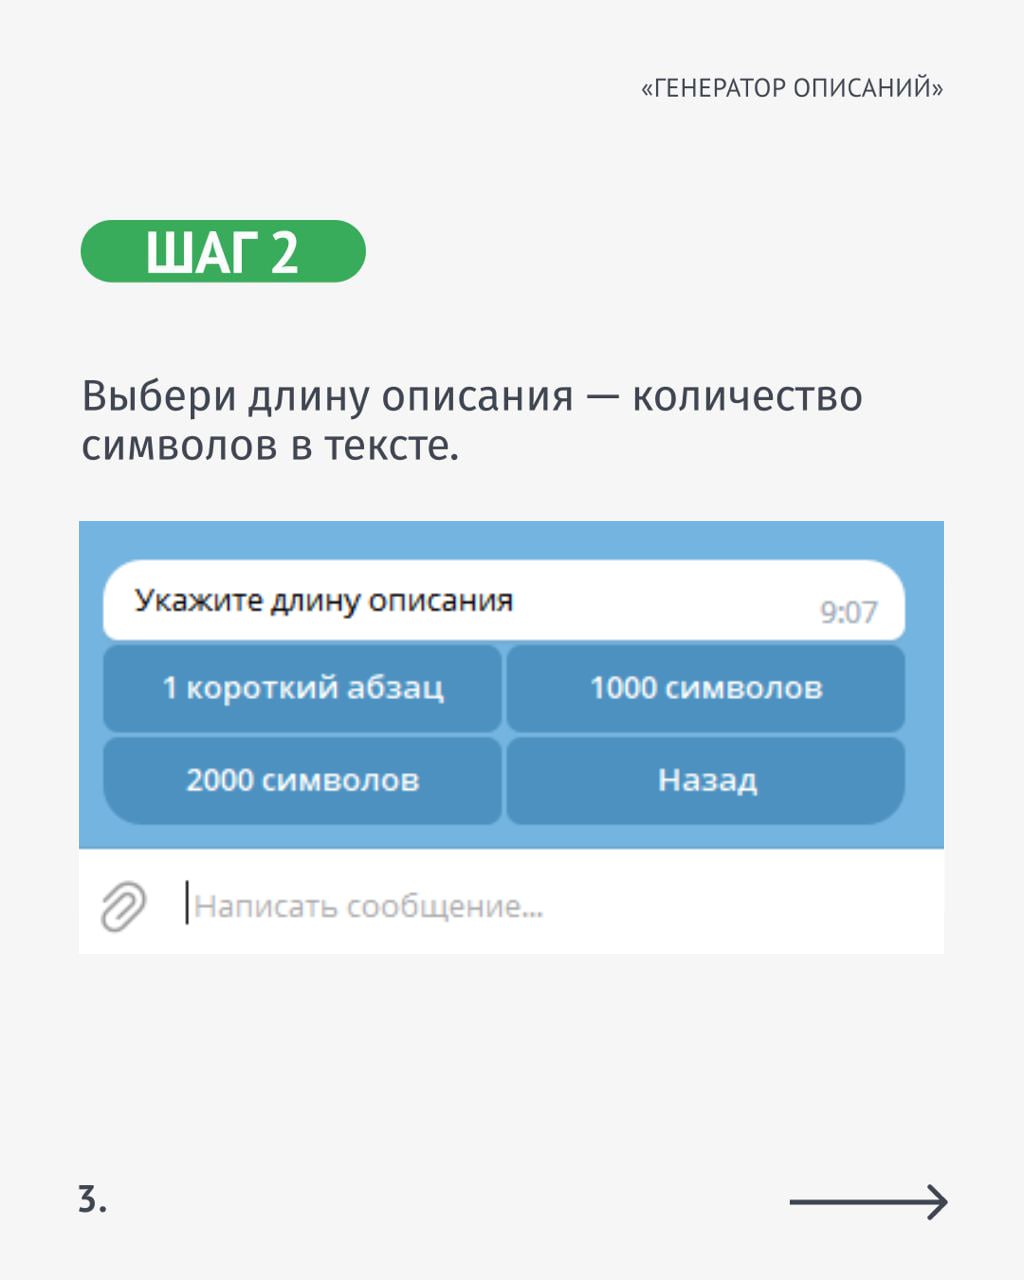 «ГЕНЕРАТОР ОПИСАНИЙ»
ШАГ 2
Выбери длину описания — количество
символов в тексте.
Укажите длину описания
9:07
1 короткий абзац
1000 символов
2000 символов
Назад
Написать сообщение...
3.